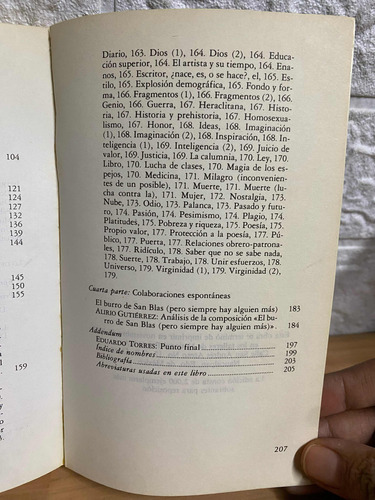 104
121
124
127
132
136
139
144
145
150
155
159
Diario, 163. Dios (1), 164. Dios (2), 164. Educa-
ción superior, 164. El artista y su tiempo, 164. Ena-
nos, 165. Escritor, ¿nace, es, o se hace?, el, 165. Es-
tilo, 165. Explosión demográfica, 165. Fondo y for-
ma, 166. Fragmentos (1), 166. Fragmentos (2), 166.
Genio, 166. Guerra, 167. Heraclitana, 167. Historia,
167. Historia y prehistoria, 167. Homosexua-
lismo, 167. Honor, 168. Ideas, 168. Imaginación
(1), 168. Imaginación (2), 168. Inspiración, 168. In-
teligencia (1), 169. Inteligencia (2), 169. Juicio de
valor, 169. Justicia, 169. La calumnia, 170. Ley, 170.
Libro, 170. Lucha de clases, 170. Magia de los es-
pejos, 170. Medicina, 171. Milagro (inconvenientes
de un posible), 171. Muerte, 171. Muerte (lu-
cha contra la), 171. Mujer, 172. Nostalgia, 173.
Nube, 173. Odio, 173. Palanca, 173. Pasado y futu-
ro, 174. Pasión, 174. Pesimismo, 174. Plagio, 174.
Platitudes, 175. Pobreza y riqueza, 175. Poesía, 175.
Propio valor, 177. Protección a la poesía, 177. Pú-
blico, 177. Puerta, 177. Relaciones obrero-patrona-
les, 177. Ridículo, 178. Saber que no se sabe nada,
178. Suerte, 178. Trabajo, 178. Unir esfuerzos, 178.
Universo, 179. Virginidad (1), 179. Virginidad (2),
179.
Cuarta parte: Colaboraciones espontáneas
El burro de San Blas (pero siempre hay alguien más) 183
ALIRIO GUTIÉRREZ: Análisis de la composición «El bu-
rro de San Blas (pero siempre hay alguien más)» . 184
Addendum
EDUARDO TORRES: Punto final 197
Índice de nombres 199
Bibliografía 203
Abreviaturas usadas en este libro 205
207